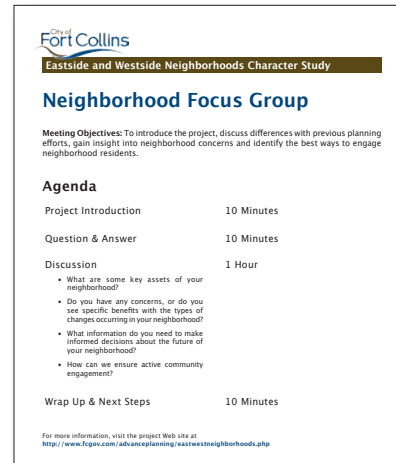 City of
Fort Collins
Eastside and Westside Neighborhoods Character Study
Neighborhood Focus Group
Meeting Objectives: To introduce the project, discuss differences with previous planning
efforts, gain insight into neighborhood concerns and identify the best ways to engage
neighborhood residents.
Agenda
Project Introduction 10 Minutes
Question & Answer 10 Minutes
Discussion 1 Hour
• What are some key assets of your
neighborhood?
• Do you have any concerns, or do you
see specific benefits with the types of
changes occurring in your neighborhood?
• What information do you need to make
informed decisions about the future of
your neighborhood?
• How can we ensure active community
engagement?
Wrap Up & Next Steps 10 Minutes
For more information, visit the project Web site at
http://www.fcgov.com/advanceplanning/eastwestneighborhoods.php